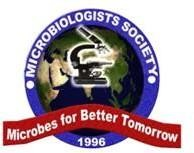 • MICROBIOLOGISTS SOCIETY •
Microbes for Better Tomorrow
1996